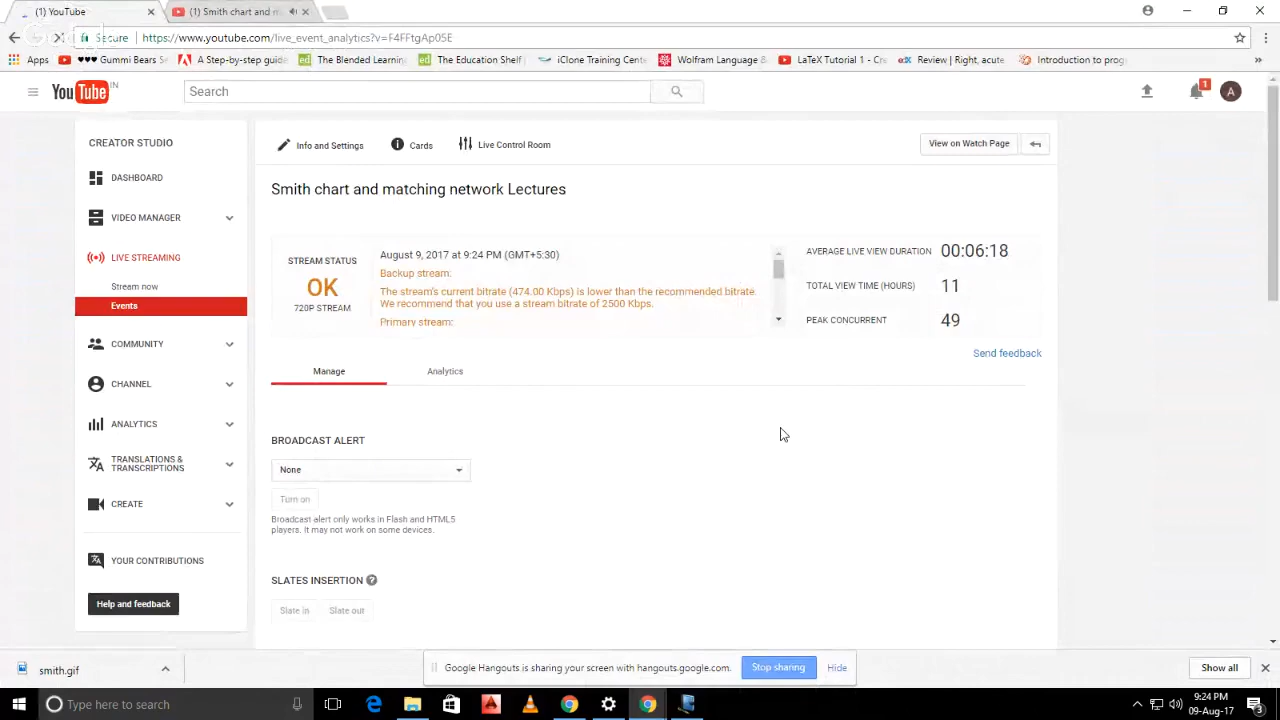 (1) YouTube
(1) Smith chart and m
Secure
https://www.youtube.com/live_event_analytics?v=F4FFtgAp05E
Apps
♥♥♥ Gummi Bears S
A Step-by-step guide
The Blended Learning
The Education Shelf
iClone Training Cente
Wolfram Language
LaTeX Tutorial 1 - Cre
Review | Right, acute
Introduction to prog
»
YouTube IN
Search
1
A
CREATOR STUDIO
DASHBOARD
VIDEO MANAGER
LIVE STREAMING
Stream now
Events
COMMUNITY
CHANNEL
ANALYTICS
TRANSLATIONS &
TRANSCRIPTIONS
CREATE
YOUR CONTRIBUTIONS
Help and feedback
Info and Settings
Cards
Live Control Room
View on Watch Page
Smith chart and matching network Lectures
STREAM STATUS
OK
720P STREAM
August 9, 2017 at 9:24 PM (GMT+5:30)
Backup stream:
The stream's current bitrate (474.00 Kbps) is lower than the recommended bitrate.
We recommend that you use a stream bitrate of 2500 Kbps.
Primary stream:
AVERAGE LIVE VIEW DURATION 00:06:18
TOTAL VIEW TIME (HOURS) 11
PEAK CONCURRENT 49
Send feedback
Manage
Analytics
BROADCAST ALERT
None
Turn on
Broadcast alert only works in Flash and HTML5
players. It may not work on some devices.
SLATES INSERTION ?
Slate in
Slate out
smith.gif
Google Hangouts is sharing your screen with hangouts.google.com.
Stop sharing
Hide
Show all
Type here to search
9:24 PM
09-Aug-17
3